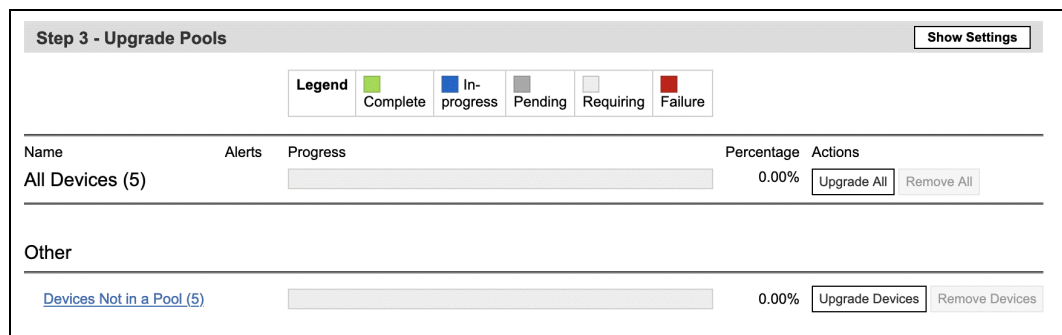 Step 3 - Upgrade Pools
Show Settings
Legend
Complete
In-
progress
Pending
Requiring
Failure
Name Alerts Progress Percentage Actions
All Devices (5) 0.00% Upgrade All Remove All
Other
Devices Not in a Pool (5) 0.00% Upgrade Devices Remove Devices